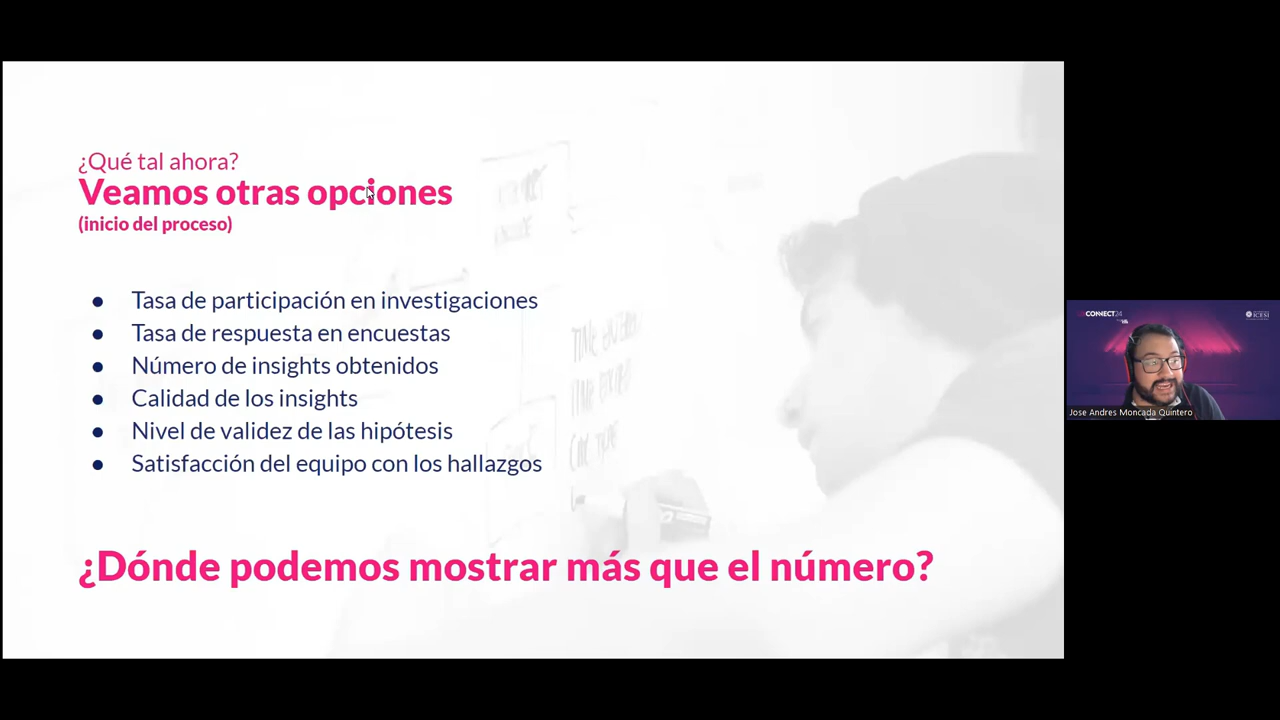 ¿Qué tal ahora?
Veamos otras opciones
(inicio del proceso)
● Tasa de participación en investigaciones
● Tasa de respuesta en encuestas
● Número de insights obtenidos
● Calidad de los insights
● Nivel de validez de las hipótesis
● Satisfacción del equipo con los hallazgos
¿Dónde podemos mostrar más que el número?
CONNECT24
ICESI
Jose Andres Moncada Quintero